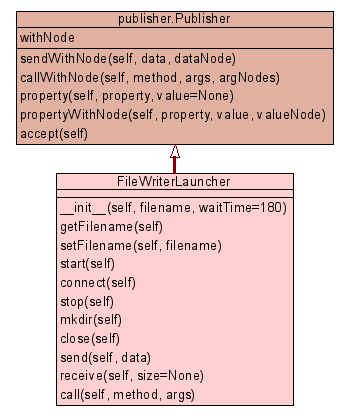 publisher.Publisher
withNode
sendWithNode(self, data, dataNode)
callWithNode(self, method, args, argNodes)
property(self, property, value=None)
propertyWithNode(self, property, value, valueNode)
accept(self)
FileWriterLauncher
__init__(self, filename, waitTime=180)
getFilename(self)
setFilename(self, filename)
start(self)
connect(self)
stop(self)
mkdir(self)
close(self)
send(self, data)
receive(self, size=None)
call(self, method, args)